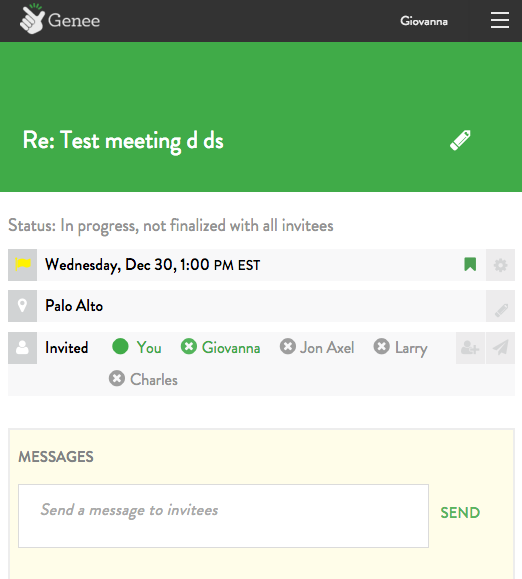 Genee Giovanna
Re: Test meeting d ds
Status: In progress, not finalized with all invitees
Wednesday, Dec 30, 1:00 PM EST
Palo Alto
Invited You Giovanna Jon Axel Larry
Charles
MESSAGES
Send a message to invitees SEND